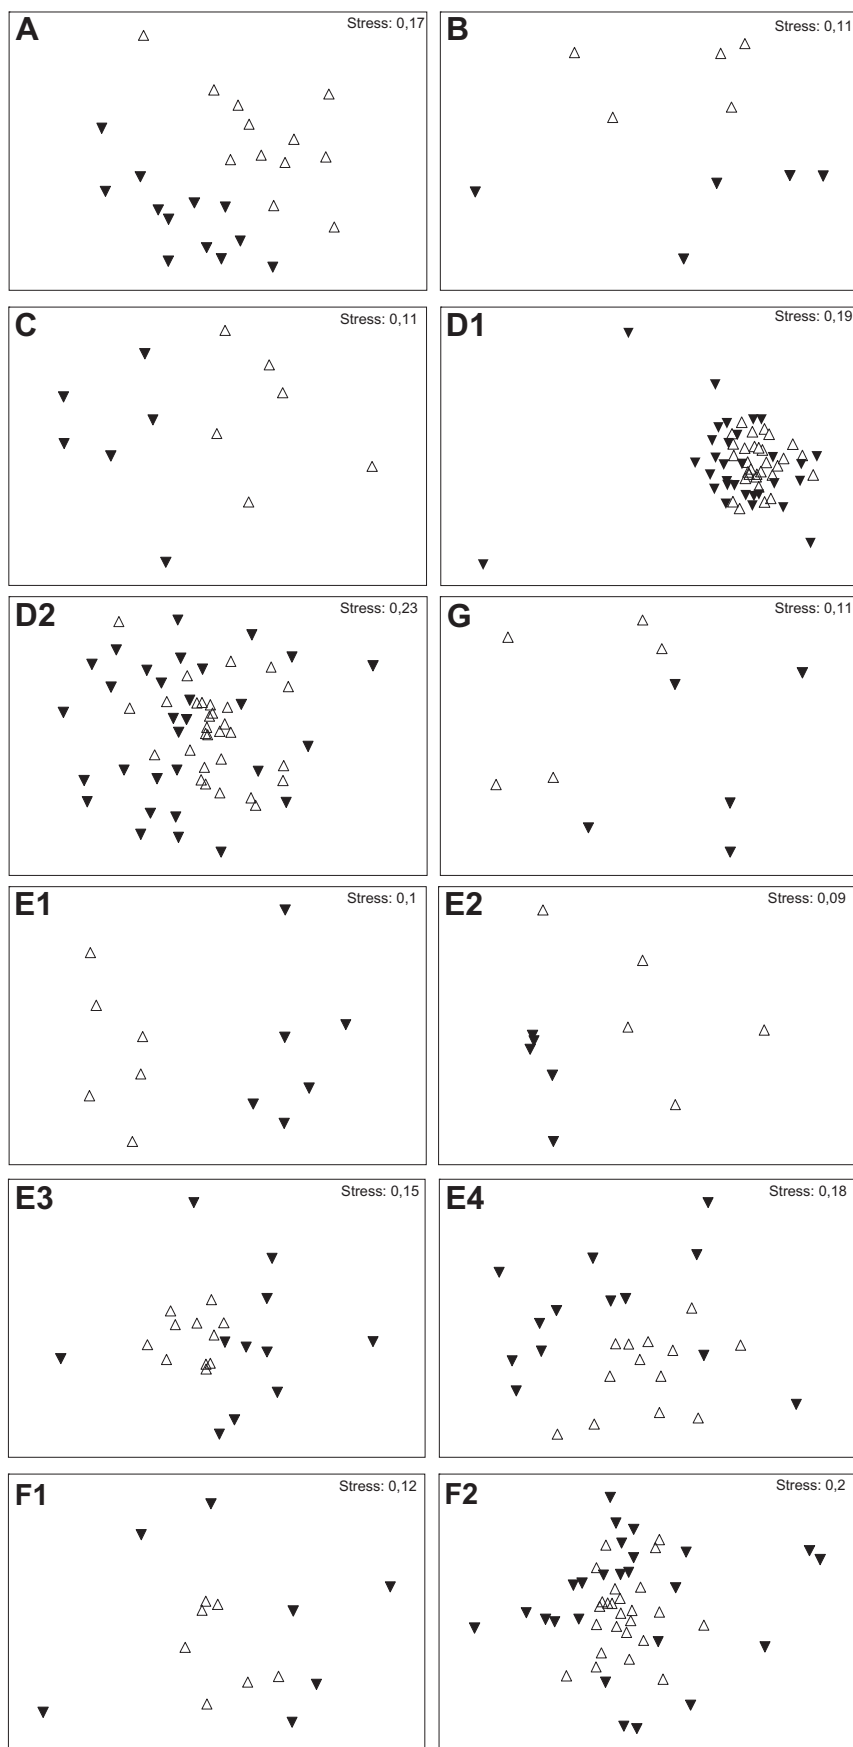 A Stress: 0,17
B Stress: 0,11
C Stress: 0,11
D1 Stress: 0,19
D2 Stress: 0,23
G Stress: 0,11
E1 Stress: 0,1
E2 Stress: 0,09
E3 Stress: 0,15
E4 Stress: 0,18
F1 Stress: 0,12
F2 Stress: 0,2